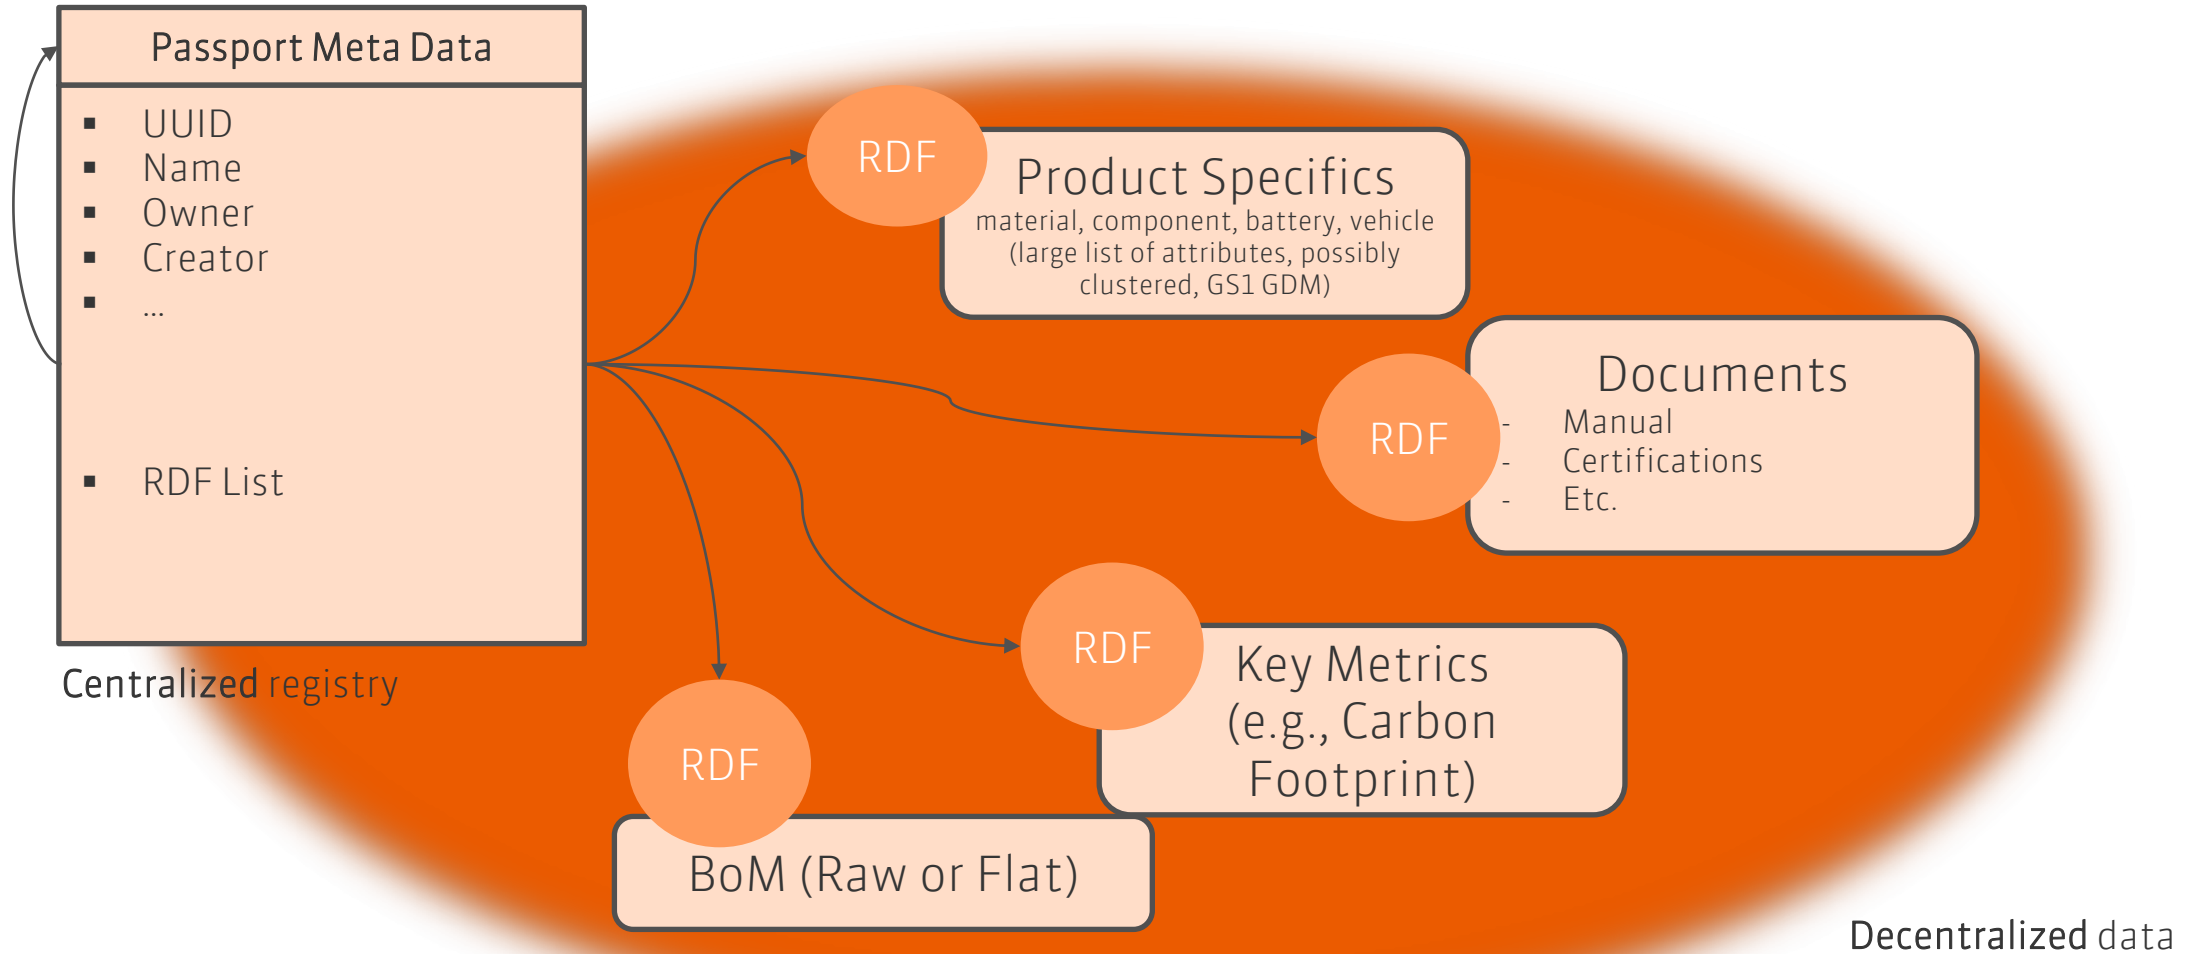 Passport Meta Data
▪ UUID
▪ Name
▪ Owner
▪ Creator
▪ ...
▪ RDF List
Centralized registry
RDF
Product Specifics
material, component, battery, vehicle
(large list of attributes, possibly
clustered, GS1 GDM)
RDF
Documents
- Manual
- Certifications
- Etc.
RDF
Key Metrics
(e.g., Carbon
Footprint)
RDF
BoM (Raw or Flat)
Decentralized data